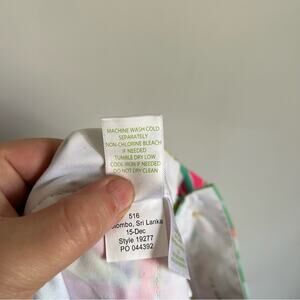 MACHINE WASH COLD
SEPARATELY
NON-CHLORINE BLEACH
IF NEEDED
TUMBLE DRY LOW
COOL IRON IF NEEDED
DO NOT DRY CLEAN
516
lombo, Sri Lanka
15-Dec
Style 19277
PO 044392